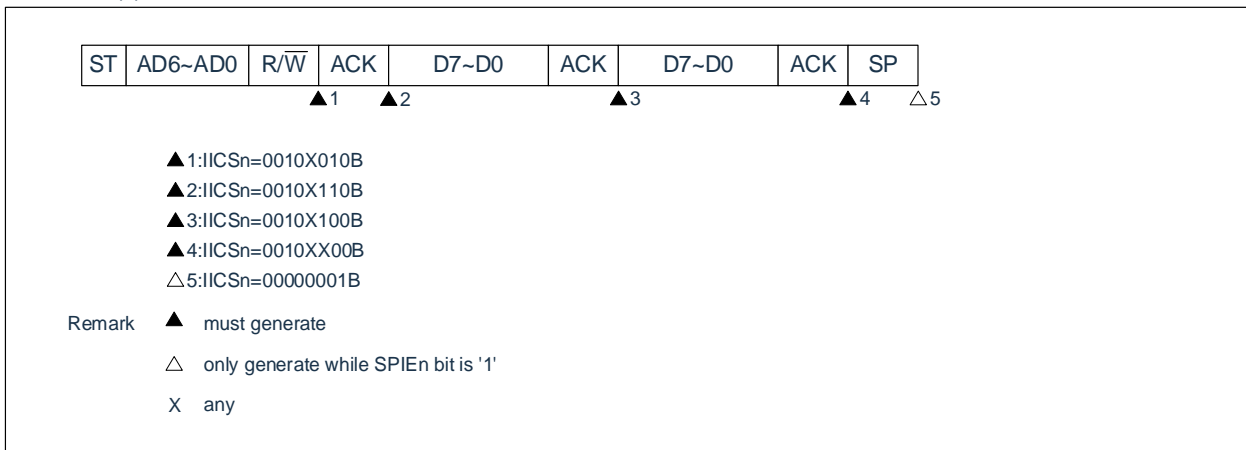 ST AD6~AD0 R/W̅ ACK D7~D0 ACK D7~D0 ACK SP
▲1 ▲2 ▲3 ▲4 △5
▲1:IICSn=0010X010B
▲2:IICSn=0010X110B
▲3:IICSn=0010X100B
▲4:IICSn=0010XX00B
△5:IICSn=00000001B
Remark ▲ must generate
△ only generate while SPIEn bit is '1'
X any